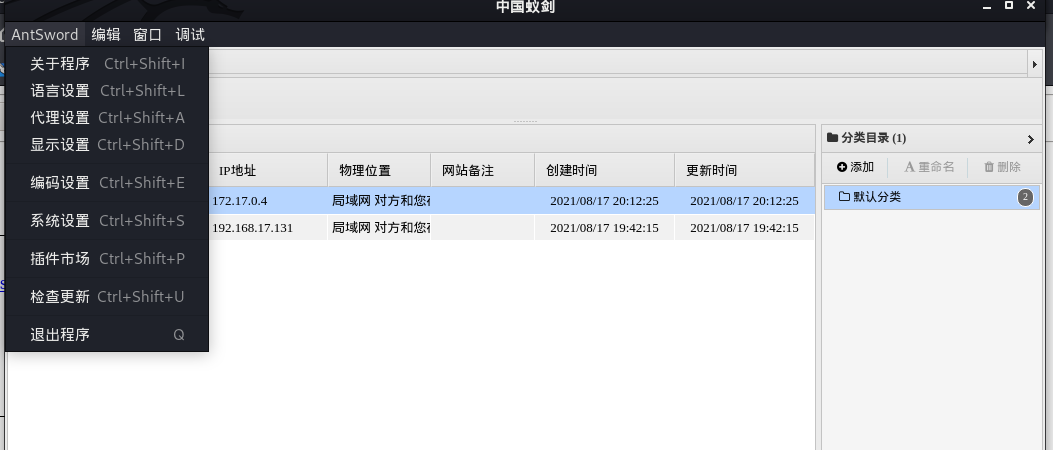 中国蚁剑
AntSword 编辑 窗口 调试
关于程序 Ctrl+Shift+I
语言设置 Ctrl+Shift+L
代理设置 Ctrl+Shift+A
显示设置 Ctrl+Shift+D
编码设置 Ctrl+Shift+E
系统设置 Ctrl+Shift+S
插件市场 Ctrl+Shift+P
检查更新 Ctrl+Shift+U
退出程序 Q
IP地址 物理位置 网站备注 创建时间 更新时间
172.17.0.4 局域网 对方和您 2021/08/17 20:12:25 2021/08/17 20:12:25
192.168.17.131 局域网 对方和您 2021/08/17 19:42:15 2021/08/17 19:42:15
分类目录 (1)
添加 重命名 删除
默认分类 2